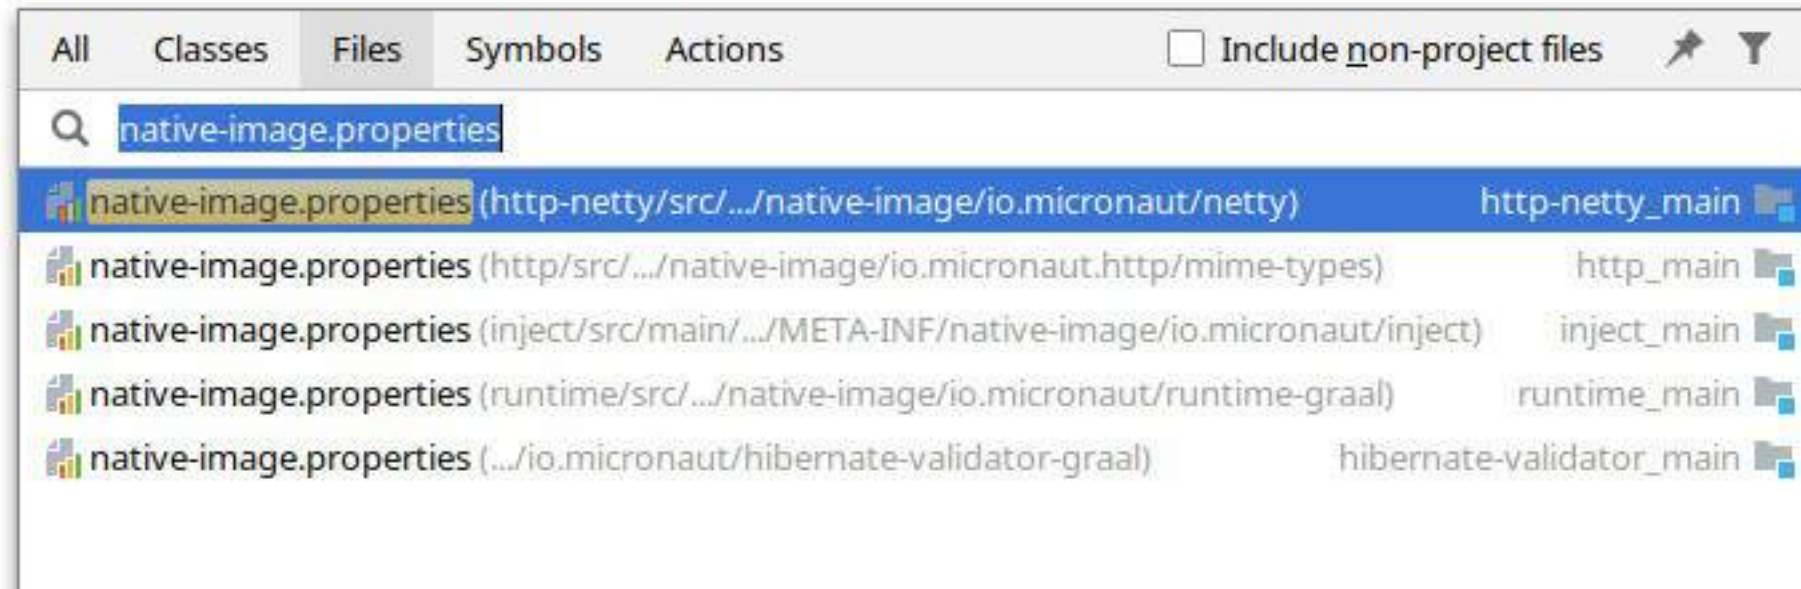 All Classes Files Symbols Actions Include non-project files
native-image.properties
native-image.properties (http-netty/src/.../native-image/io.micronaut/netty) http-netty_main
native-image.properties (http/src/.../native-image/io.micronaut.http/mime-types) http_main
native-image.properties (inject/src/main/.../META-INF/native-image/io.micronaut/inject) inject_main
native-image.properties (runtime/src/.../native-image/io.micronaut/runtime-graal) runtime_main
native-image.properties (.../io.micronaut/hibernate-validator-graal) hibernate-validator_main